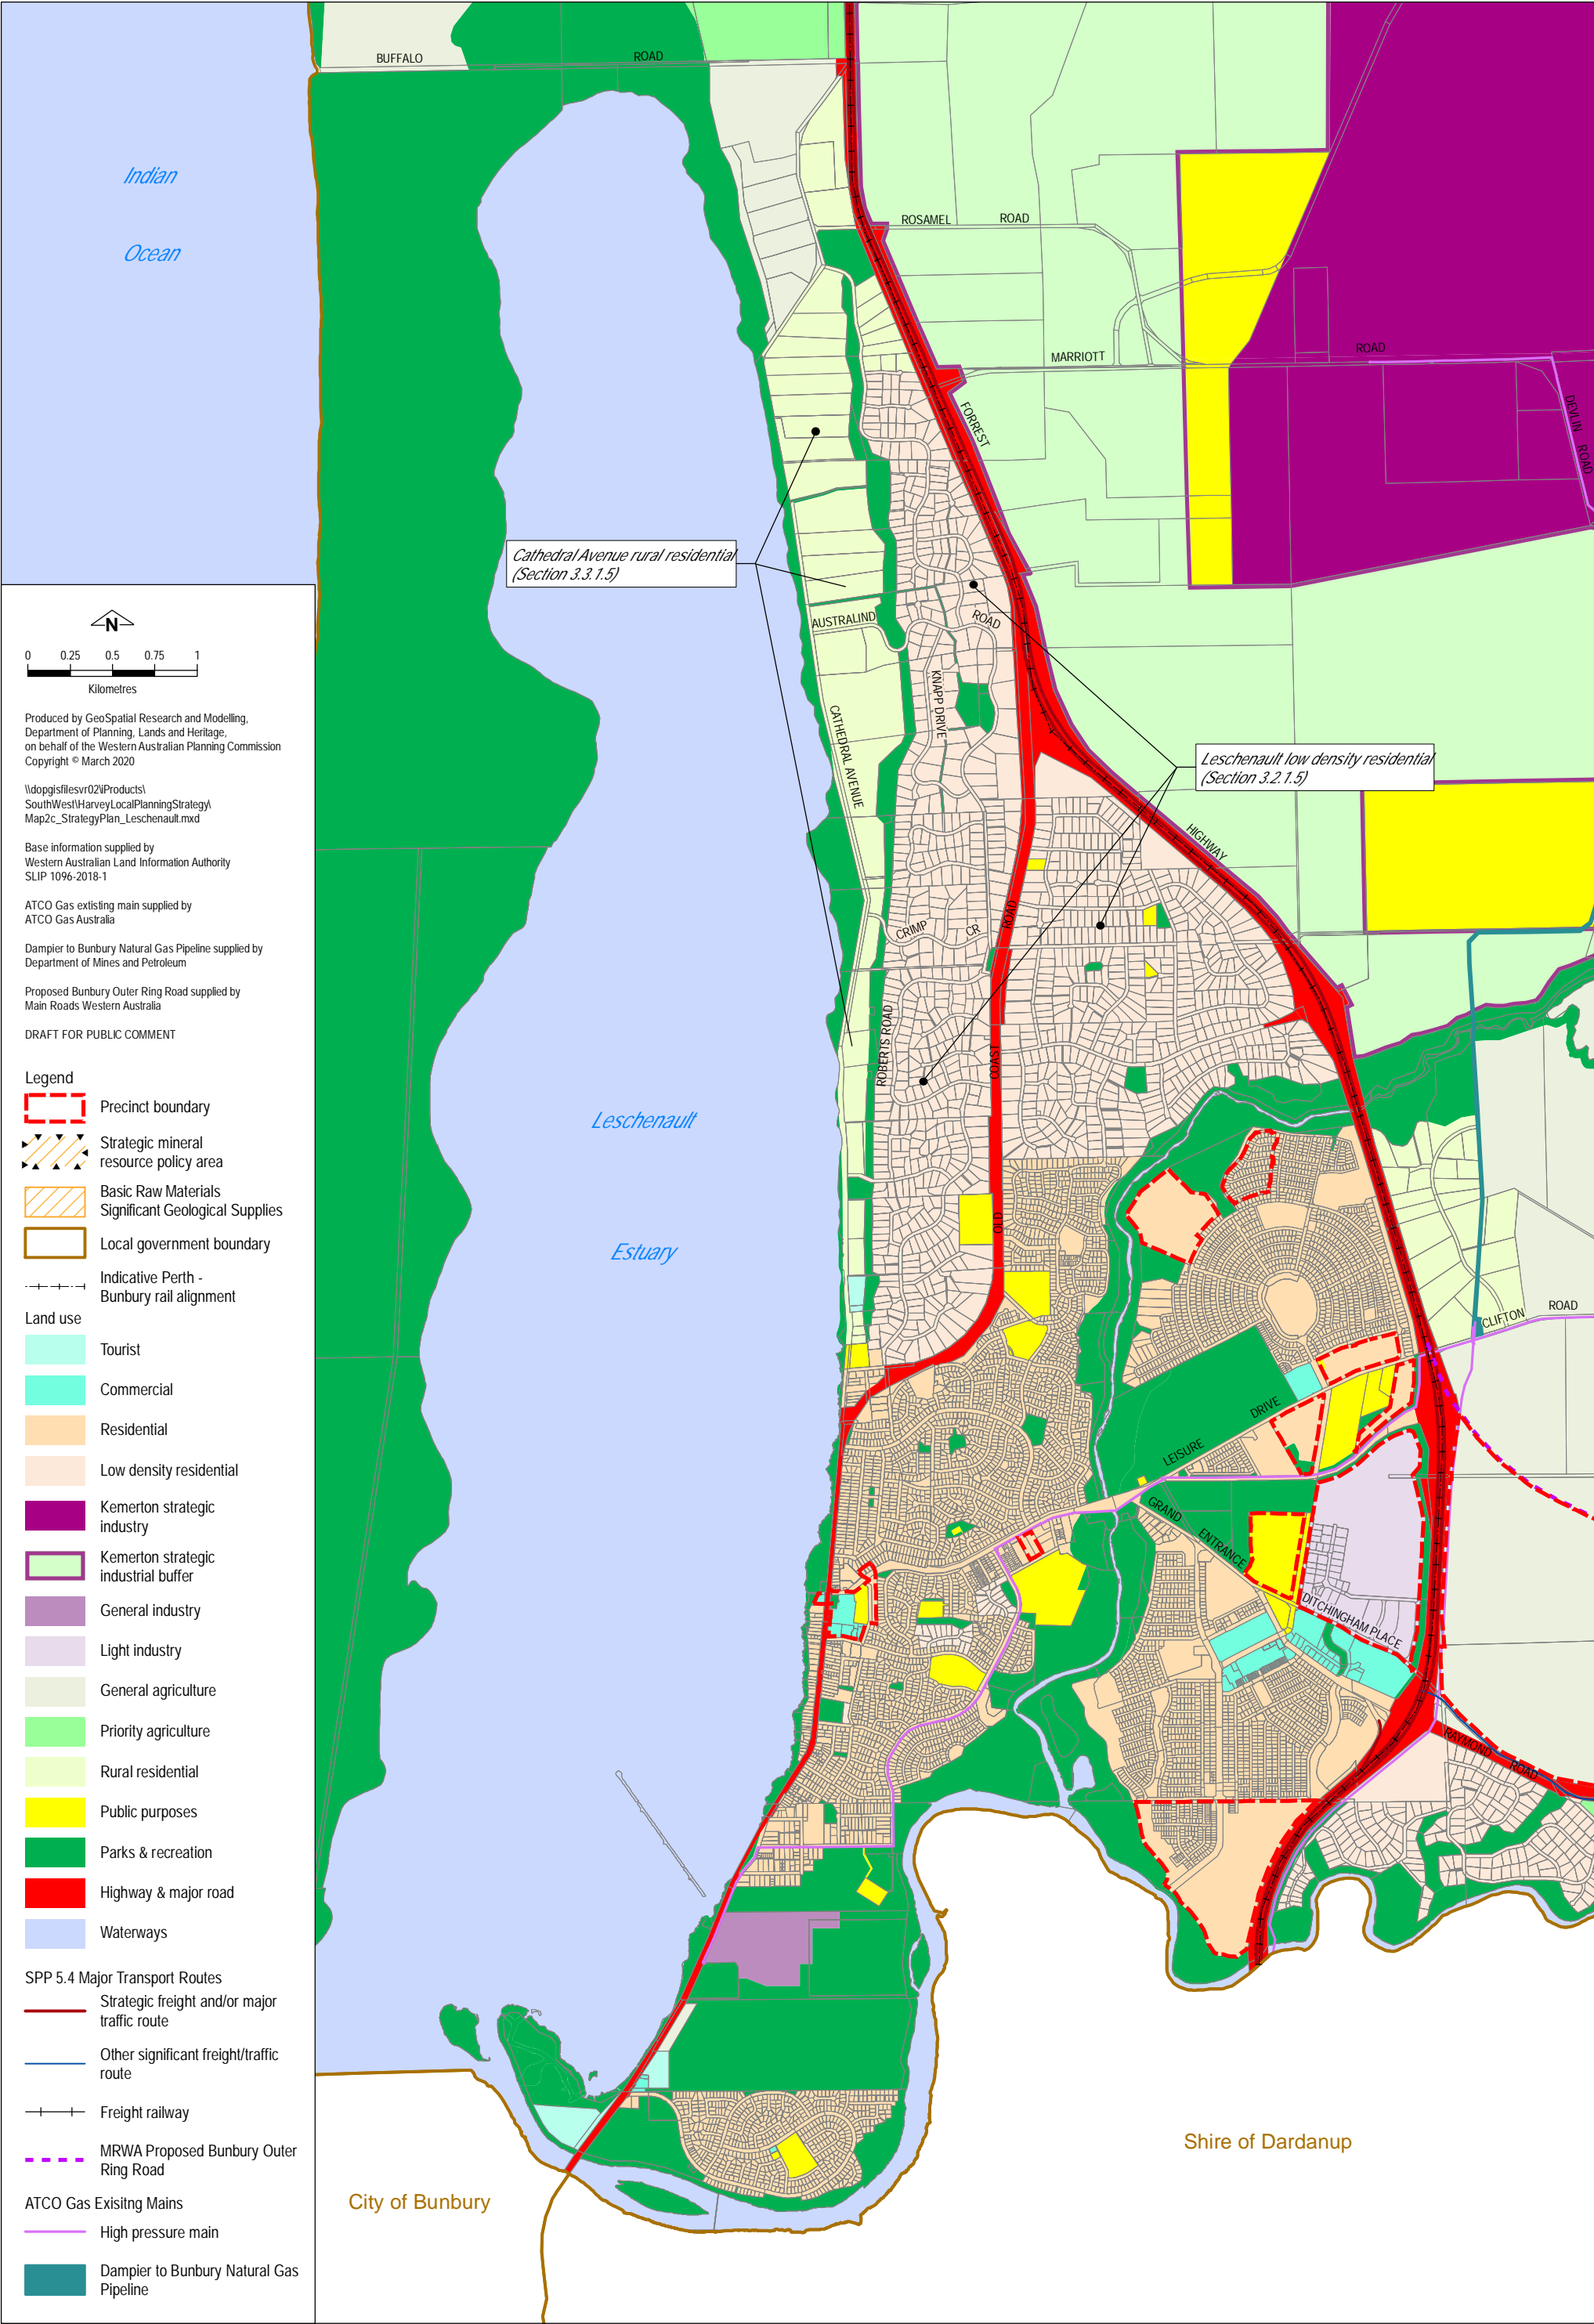 BUFFALO ROAD
Indian
Ocean
ROSAMEL ROAD
MARRIOTT ROAD
FORREST
DEVLIN ROAD
Cathedral Avenue rural residential
(Section 3.3.1.5)
AUSTRALIND ROAD
KNAPP DRIVE
CATHEDRAL AVENUE
Leschenault low density residential
(Section 3.2.1.5)
HIGHWAY
CRIMP CR
ROAD
ROBERTS ROAD
COAST
OLD
Leschenault
Estuary
CLIFTON ROAD
LEISURE DRIVE
GRAND ENTRANCE
DITCHINGHAM PLACE
RAYMOND ROAD
Shire of Dardanup
City of Bunbury
N
0 0.25 0.5 0.75 1
Kilometres
Produced by GeoSpatial Research and Modelling,
Department of Planning, Lands and Heritage,
on behalf of the Western Australian Planning Commission
Copyright © March 2020
\\dopgisfilesvr02\iProducts\
SouthWest\HarveyLocalPlanningStrategy\
Map2c_StrategyPlan_Leschenault.mxd
Base information supplied by
Western Australian Land Information Authority
SLIP 1096-2018-1
ATCO Gas extisting main supplied by
ATCO Gas Australia
Dampier to Bunbury Natural Gas Pipeline supplied by
Department of Mines and Petroleum
Proposed Bunbury Outer Ring Road supplied by
Main Roads Western Australia
DRAFT FOR PUBLIC COMMENT
Legend
Precinct boundary
Strategic mineral
resource policy area
Basic Raw Materials
Significant Geological Supplies
Local government boundary
Indicative Perth -
Bunbury rail alignment
Land use
Tourist
Commercial
Residential
Low density residential
Kemerton strategic
industry
Kemerton strategic
industrial buffer
General industry
Light industry
General agriculture
Priority agriculture
Rural residential
Public purposes
Parks & recreation
Highway & major road
Waterways
SPP 5.4 Major Transport Routes
Strategic freight and/or major
traffic route
Other significant freight/traffic
route
Freight railway
MRWA Proposed Bunbury Outer
Ring Road
ATCO Gas Exisitng Mains
High pressure main
Dampier to Bunbury Natural Gas
Pipeline